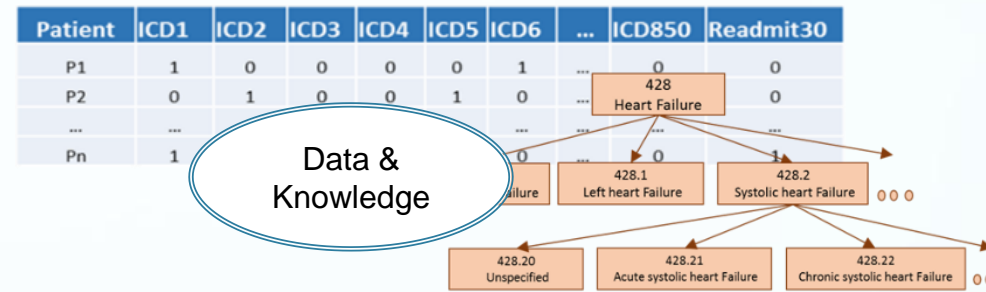 Patient ICD1 ICD2 ICD3 ICD4 ICD5 ICD6 ... ICD850 Readmit30
P1 1 0 0 0 0 1 ... 0 0
P2 0 1 0 0 1 0 ... 0
... ... ... ... ...
Pn 1 0 ... 0 1
428
Heart Failure
Data &
Knowledge
ailure
428.1
Left heart Failure
428.2
Systolic heart Failure
428.20
Unspecified
428.21
Acute systolic heart Failure
428.22
Chronic systolic heart Failure